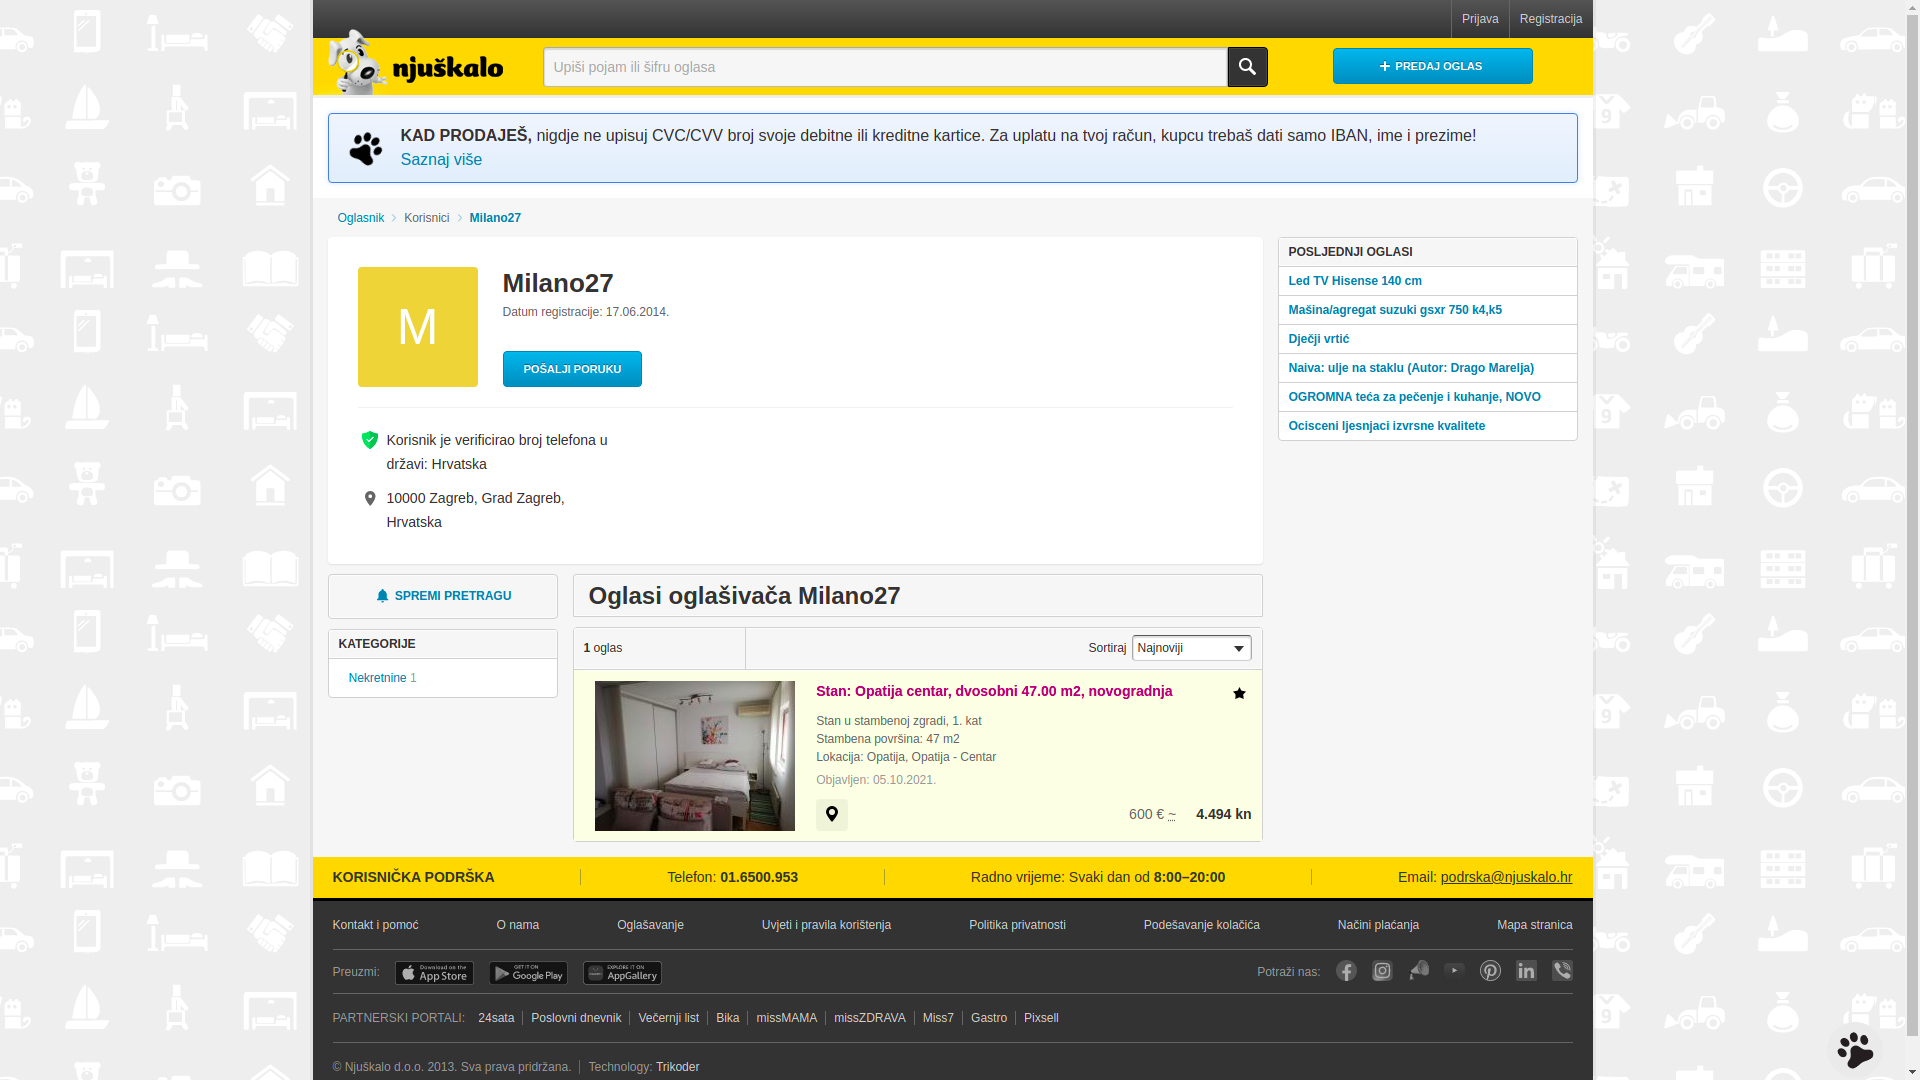 Prijava
Registracija
njuškalo
Upiši pojam ili šifru oglasa
PREDAJ OGLAS
KAD PRODAJEŠ, nigdje ne upisuj CVC/CVV broj svoje debitne ili kreditne kartice. Za uplatu na tvoj račun, kupcu trebaš dati samo IBAN, ime i prezime!
Saznaj više
Oglasnik
Korisnici
Milano27
M
Milano27
Datum registracije: 17.06.2014.
POŠALJI PORUKU
Korisnik je verificirao broj telefona u
državi: Hrvatska
10000 Zagreb, Grad Zagreb,
Hrvatska
POSLJEDNJI OGLASI
Led TV Hisense 140 cm
Mašina/agregat suzuki gsxr 750 k4,k5
Dječji vrtić
Naiva: ulje na staklu (Autor: Drago Marelja)
OGROMNA teća za pečenje i kuhanje, NOVO
Ocisceni ljesnjaci izvrsne kvalitete
SPREMI PRETRAGU
KATEGORIJE
Nekretnine 1
Oglasi oglašivača Milano27
1 oglas
Sortiraj
Najnoviji
Stan: Opatija centar, dvosobni 47.00 m2, novogradnja
Stan u stambenoj zgradi, 1. kat
Stambena površina: 47 m2
Lokacija: Opatija, Opatija - Centar
Objavljen: 05.10.2021.
600 € ~
4.494 kn
KORISNIČKA PODRŠKA
Telefon: 01.6500.953
Radno vrijeme: Svaki dan od 8:00–20:00
Email: podrska@njuskalo.hr
Kontakt i pomoć
O nama
Oglašavanje
Uvjeti i pravila korištenja
Politika privatnosti
Podešavanje kolačića
Načini plaćanja
Mapa stranica
Preuzmi:
Download on the
App Store
GET IT ON
Google Play
EXPLORE IT ON
AppGallery
Potraži nas:
PARTNERSKI PORTALI:
24sata
Poslovni dnevnik
Večernji list
Bika
missMAMA
missZDRAVA
Miss7
Gastro
Pixsell
© Njuškalo d.o.o. 2013. Sva prava pridržana.
Technology: Trikoder